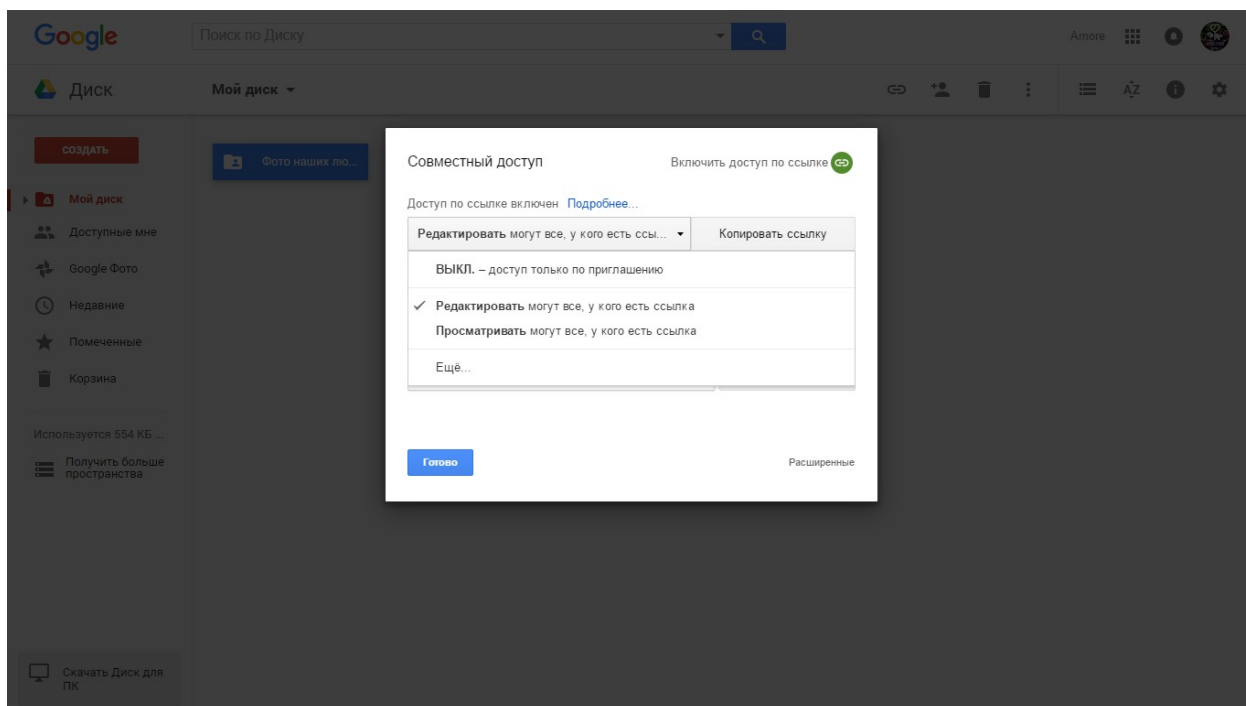 Google
Поиск по Диску
Amore
Диск
Мой диск
СОЗДАТЬ
Фото наших лю...
Мой диск
Доступные мне
Google Фото
Недавние
Помеченные
Корзина
Используется 554 КБ ...
Получить больше
пространства
Скачать Диск для
ПК
Совместный доступ
Включить доступ по ссылке
Доступ по ссылке включен Подробнее...
Редактировать могут все, у кого есть ссы...
Копировать ссылку
ВЫКЛ. – доступ только по приглашению
Редактировать могут все, у кого есть ссылка
Просматривать могут все, у кого есть ссылка
Ещё...
Готово
Расширенные